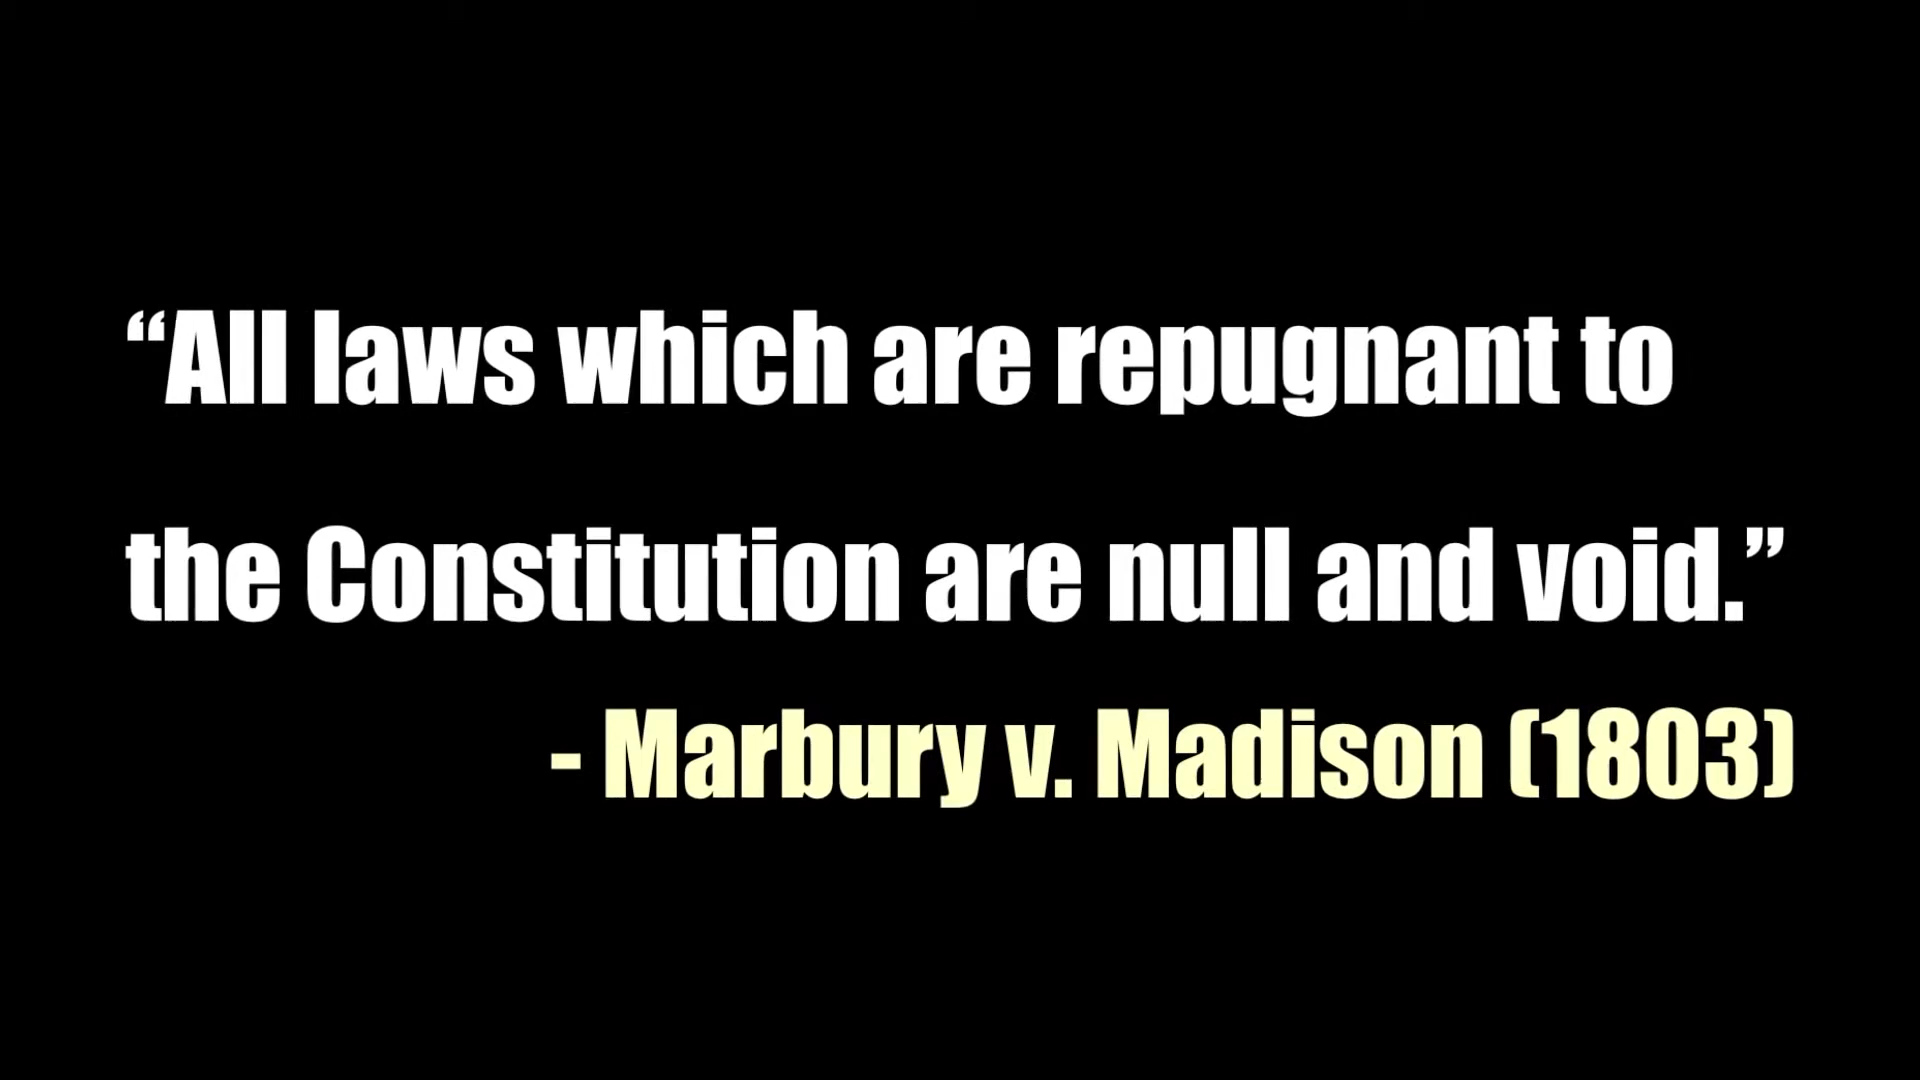 “All laws which are repugnant to
the Constitution are null and void.”
- Marbury v. Madison (1803)